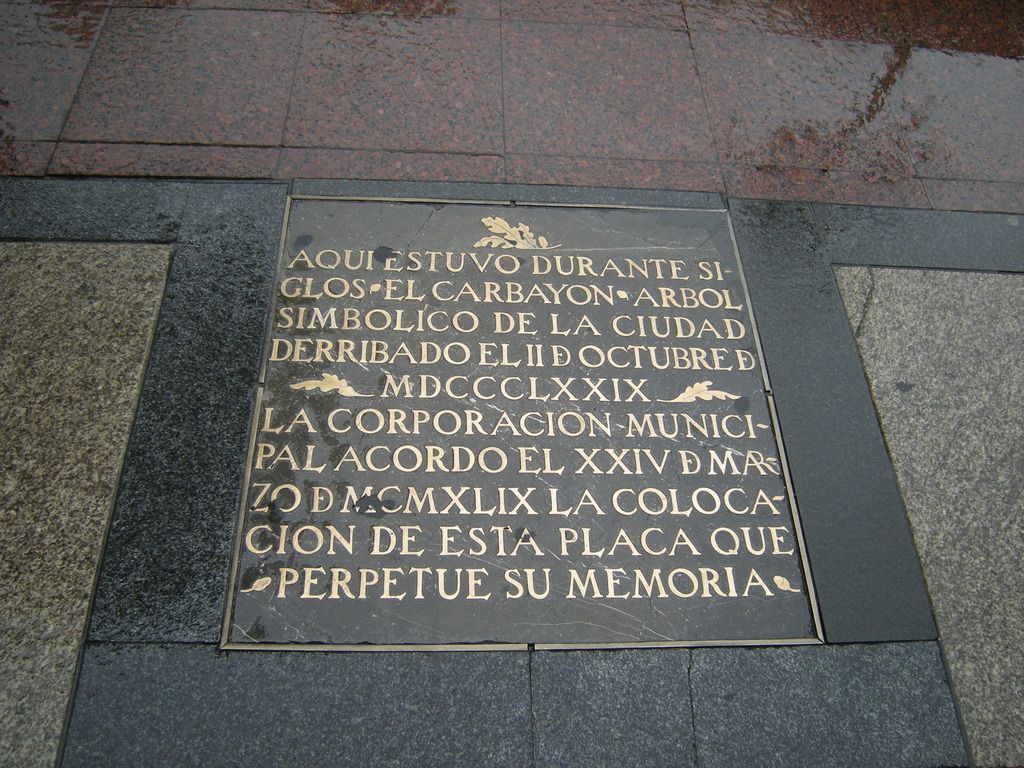 AQUI ESTUVO DURANTE SI-
GLOS·EL CARBAYON·ARBOL
SIMBOLICO DE LA CIUDAD
DERRIBADO EL II Đ OCTUBRE Đ
MDCCCLXXIX
LA CORPORACION MUNICI-
PAL ACORDO EL XXIV Đ MAR-
ZO Đ MCMXLIX LA COLOCA-
CION DE ESTA PLACA QUE
PERPETUE SU MEMORIA